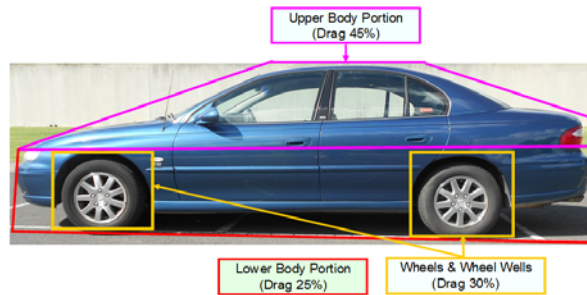 Upper Body Portion
(Drag 45%)
Lower Body Portion
(Drag 25%)
Wheels & Wheel Wells
(Drag 30%)